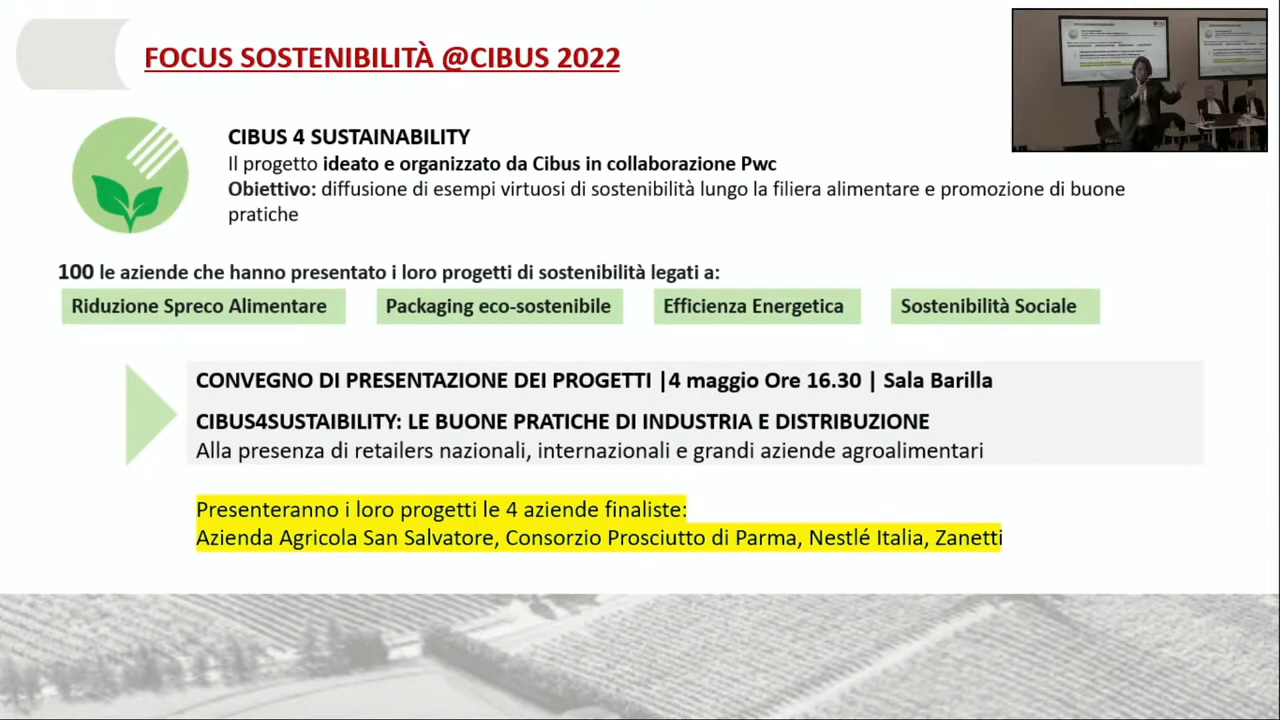 FOCUS SOSTENIBILITÀ @CIBUS 2022
CIBUS 4 SUSTAINABILITY
Il progetto ideato e organizzato da Cibus in collaborazione Pwc
Obiettivo: diffusione di esempi virtuosi di sostenibilità lungo la filiera alimentare e promozione di buone
pratiche
100 le aziende che hanno presentato i loro progetti di sostenibilità legati a:
Riduzione Spreco Alimentare Packaging eco-sostenibile Efficienza Energetica Sostenibilità Sociale
CONVEGNO DI PRESENTAZIONE DEI PROGETTI |4 maggio Ore 16.30 | Sala Barilla
CIBUS4SUSTAIBILITY: LE BUONE PRATICHE DI INDUSTRIA E DISTRIBUZIONE
Alla presenza di retailers nazionali, internazionali e grandi aziende agroalimentari
Presenteranno i loro progetti le 4 aziende finaliste:
Azienda Agricola San Salvatore, Consorzio Prosciutto di Parma, Nestlé Italia, Zanetti